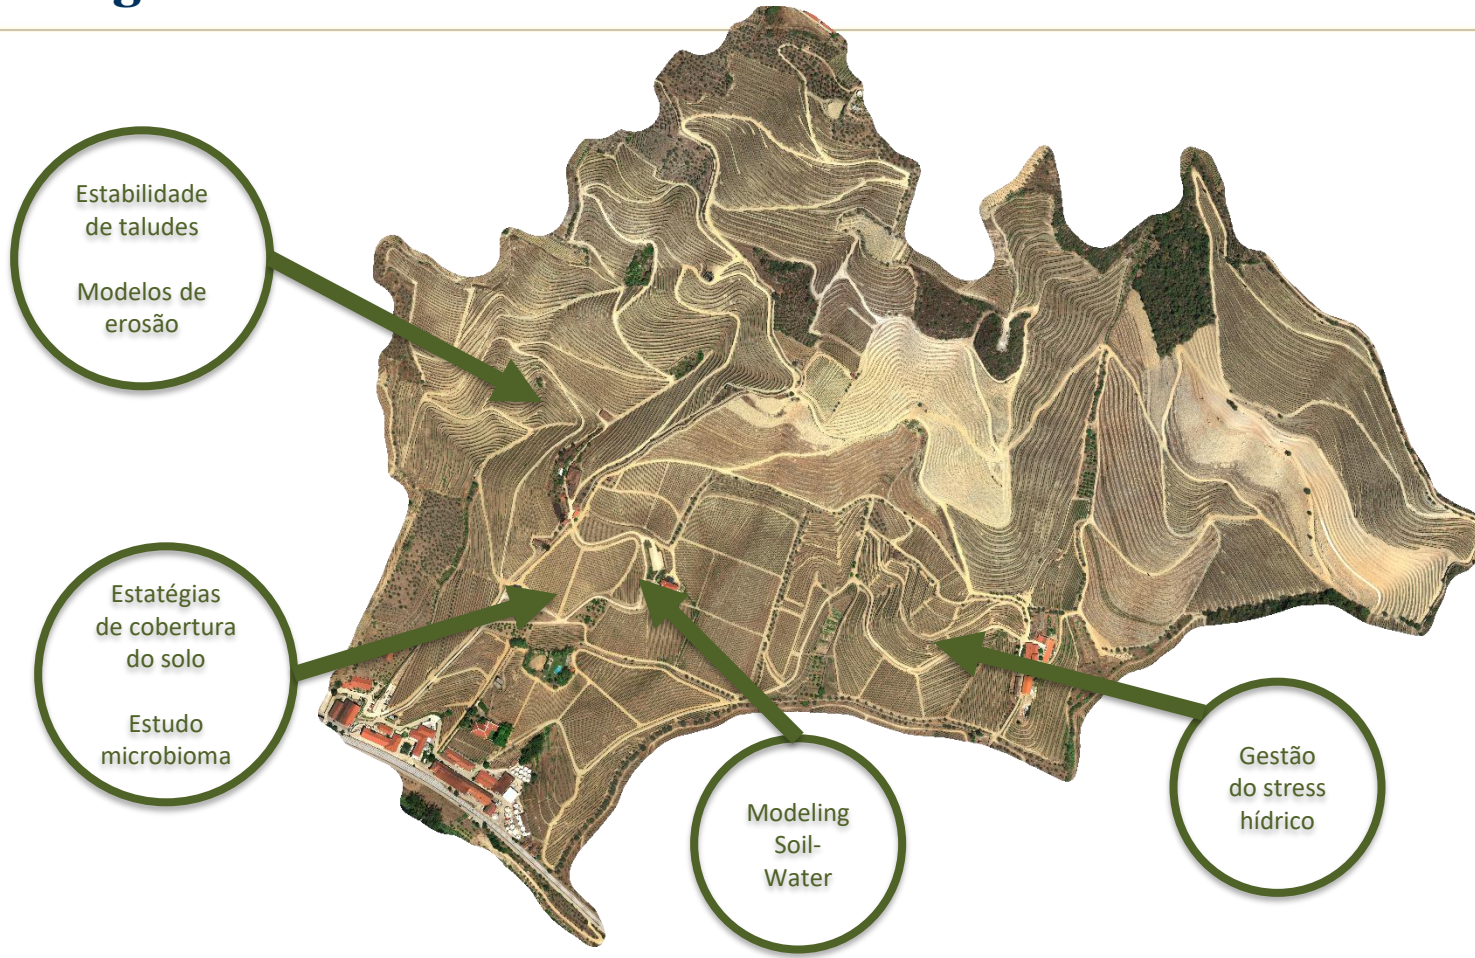 Estabilidade
de taludes
Modelos de
erosão
Estatégias
de cobertura
do solo
Estudo
microbioma
Modeling
Soil-
Water
Gestão
do stress
hídrico